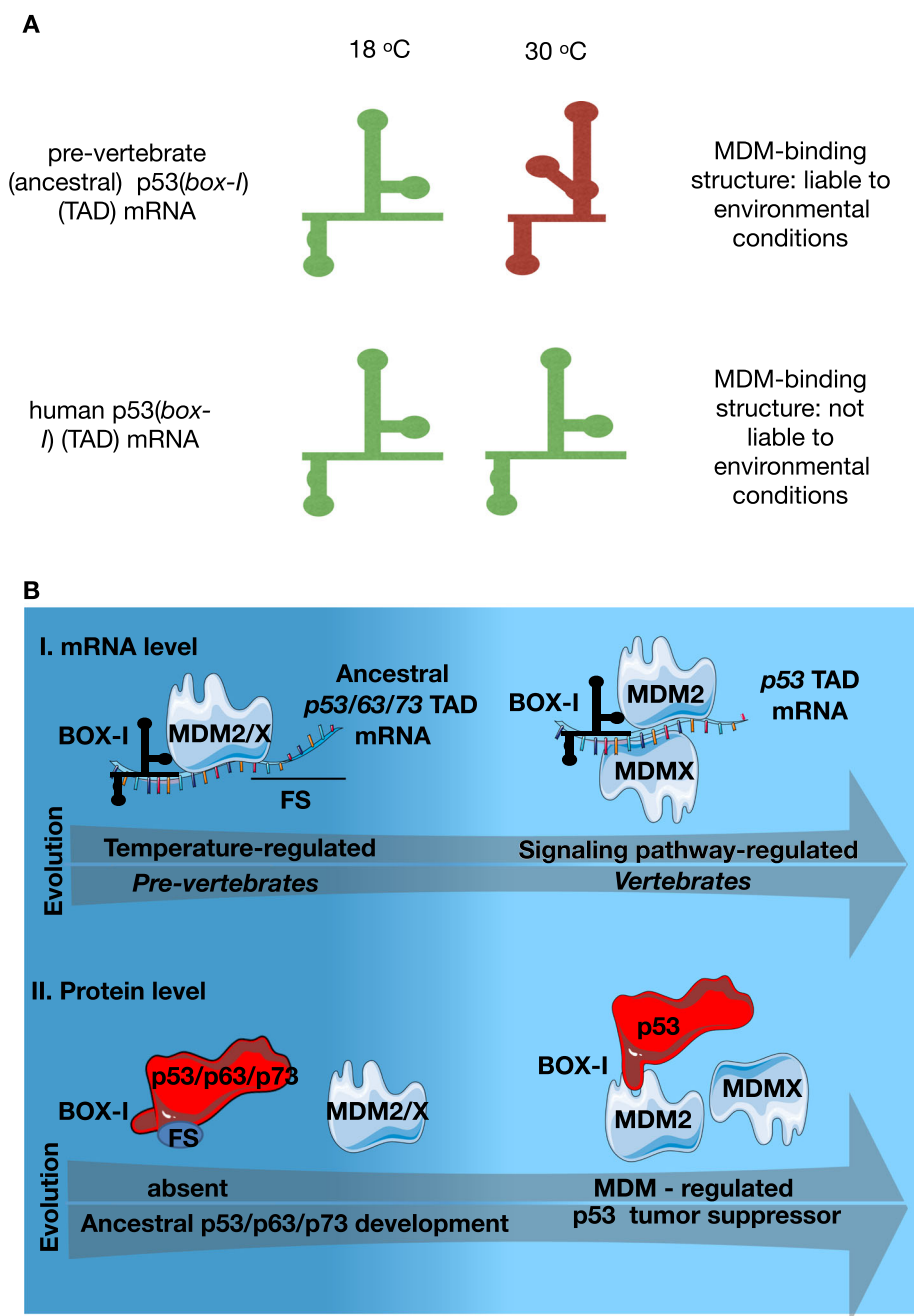 A
18 °C
30 °C
pre-vertebrate
(ancestral) p53(box-I)
(TAD) mRNA
MDM-binding
structure: liable to
environmental
conditions
human p53(box-
I) (TAD) mRNA
MDM-binding
structure: not
liable to
environmental
conditions
B
I. mRNA level
BOX-I
MDM2/X
Ancestral
p53/63/73 TAD
mRNA
FS
BOX-I
MDM2
MDMX
p53 TAD
mRNA
Evolution
Temperature-regulated
Signaling pathway-regulated
Pre-vertebrates
Vertebrates
II. Protein level
p53/p63/p73
BOX-I
FS
MDM2/X
p53
BOX-I
MDM2
MDMX
Evolution
absent
MDM - regulated
Ancestral p53/p63/p73 development
p53 tumor suppressor